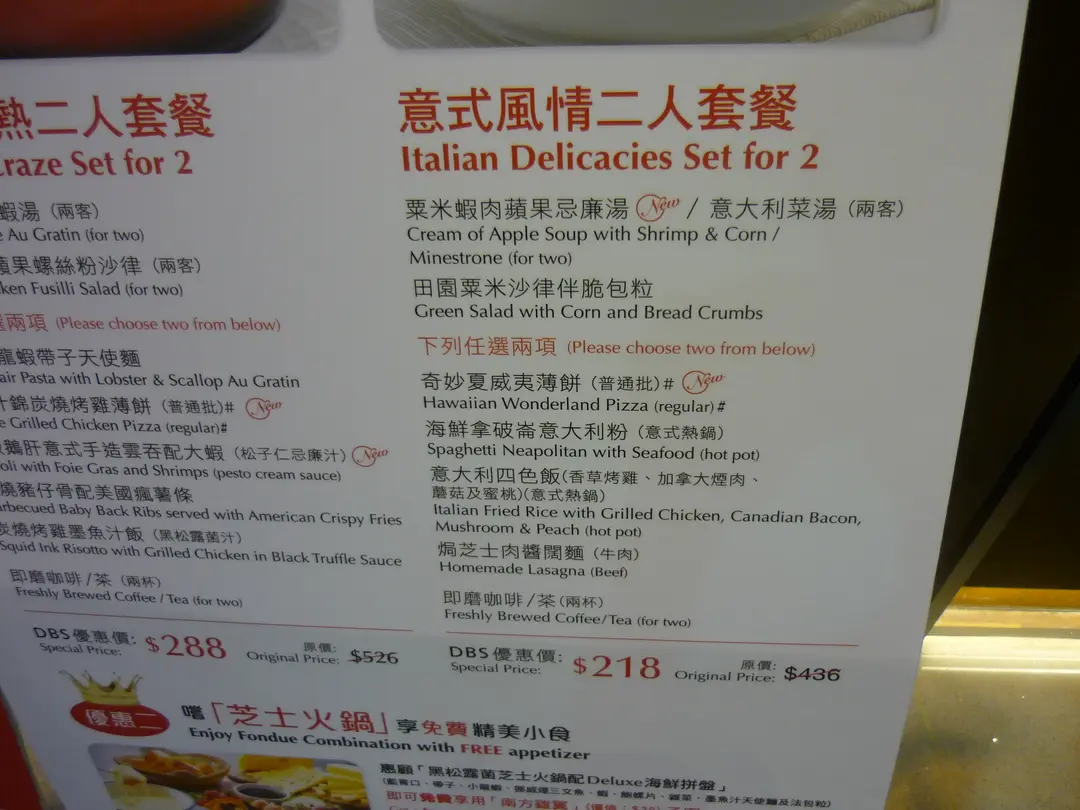 熱二人套餐
Craze Set for 2
蝦湯（兩客）
Au Gratin (for two)
蘋果螺絲粉沙律（兩客）
Fusilli Salad (for two)
兩項 (Please choose two from below)
龍蝦帶子天使麵
Pasta with Lobster & Scallop Au Gratin
錦炭燒烤雞薄餅（普通批）# New
Grilled Chicken Pizza (regular)#
鵝肝意式手造雲吞配大蝦（松子仁忌廉汁）New
with Foie Gras and Shrimps (pesto cream sauce)
燒豬仔骨配美國瘋薯條
Baby Back Ribs served with American Crispy Fries
炭燒烤雞墨魚汁飯（黑松露菌汁）
Squid Ink Risotto with Grilled Chicken in Black Truffle Sauce
即磨咖啡/茶（兩杯）
Freshly Brewed Coffee / Tea (for two)
DBS優惠價: $288 原價: $526
Special Price: Original Price:
意式風情二人套餐
Italian Delicacies Set for 2
粟米蝦肉蘋果忌廉湯 New / 意大利菜湯（兩客）
Cream of Apple Soup with Shrimp & Corn /
Minestrone (for two)
田園粟米沙律伴脆包粒
Green Salad with Corn and Bread Crumbs
下列任選兩項 (Please choose two from below)
奇妙夏威夷薄餅（普通批）# New
Hawaiian Wonderland Pizza (regular)#
海鮮拿破崙意大利粉（意式熱鍋）
Spaghetti Neapolitan with Seafood (hot pot)
意大利四色飯(香草烤雞、加拿大煙肉、
蘑菇及蜜桃)(意式熱鍋)
Italian Fried Rice with Grilled Chicken, Canadian Bacon,
Mushroom & Peach (hot pot)
焗芝士肉醬闊麵（牛肉）
Homemade Lasagna (Beef)
即磨咖啡/茶(兩杯)
Freshly Brewed Coffee/Tea (for two)
DBS優惠價: $218 原價: $436
Special Price: Original Price:
優惠二 嚐「芝士火鍋」享免費精美小食
Enjoy Fondue Combination with FREE appetizer
惠顧「黑松露菌芝士火鍋配Deluxe海鮮拼盤」
即可免費享用「南方雞翼」